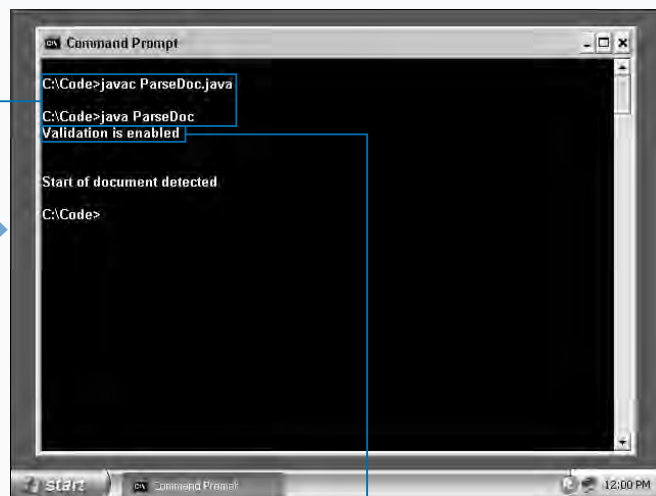 Command Prompt
C:\Code>javac ParseDoc.java
C:\Code>java ParseDoc
Validation is enabled
Start of document detected
C:\Code>
start
Command Prompt
12:00 PM